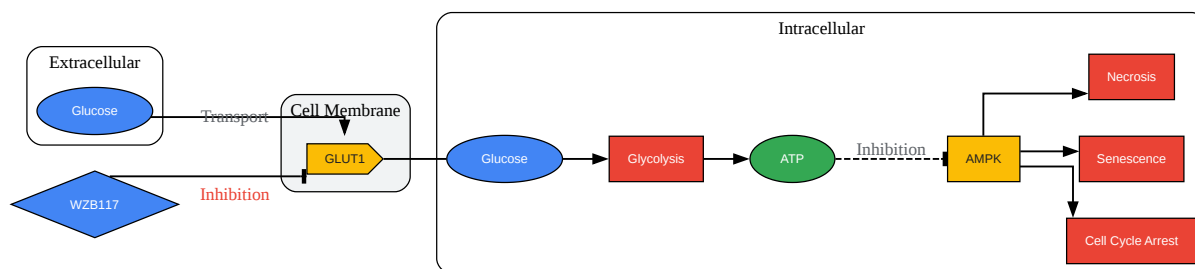 Intracellular
Extracellular
Glucose
Transport
Cell Membrane
GLUT1
WZB117
Inhibition
Glucose
Glycolysis
ATP
Inhibition
AMPK
Necrosis
Senescence
Cell Cycle Arrest